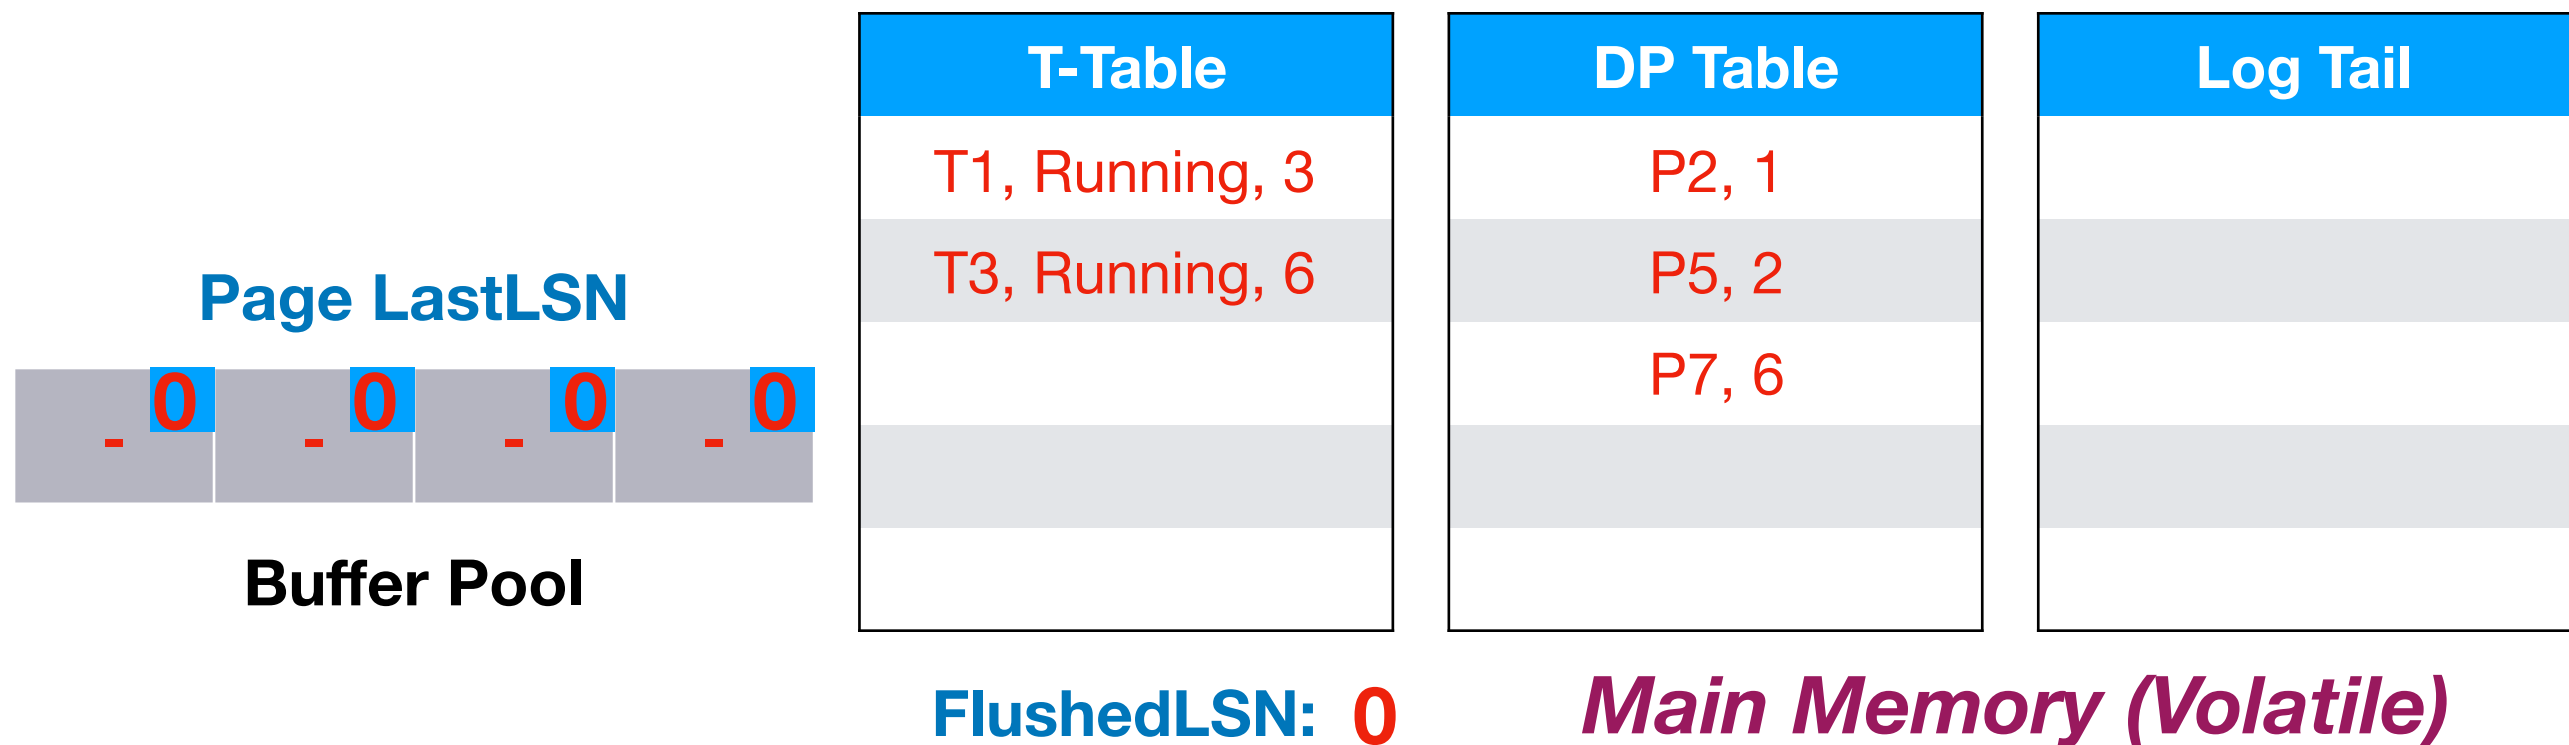 T-Table
DP Table
Log Tail
T1, Running, 3
P2, 1
T3, Running, 6
P5, 2
P7, 6
Page LastLSN
0 0 0 0
- - - -
Buffer Pool
FlushedLSN: 0
Main Memory (Volatile)